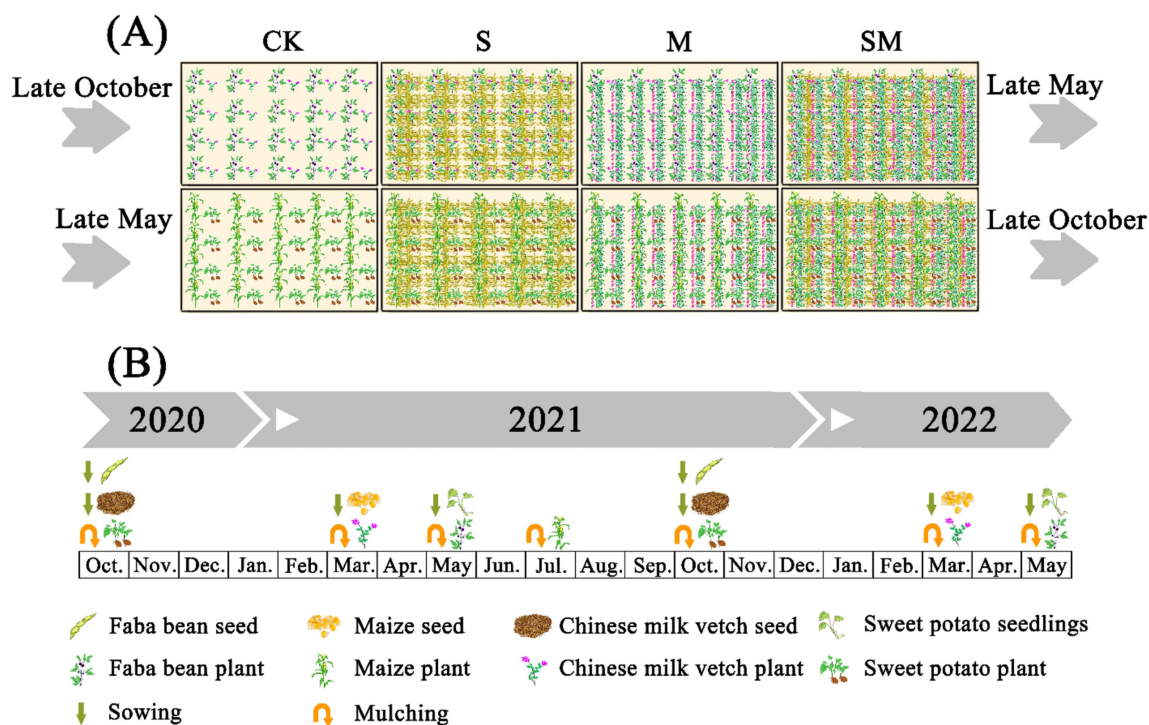 (A)
CK S M SM
Late October
Late May
Late May
Late October
(B)
2020 2021 2022
Oct. Nov. Dec. Jan. Feb. Mar. Apr. May Jun. Jul. Aug. Sep. Oct. Nov. Dec. Jan. Feb. Mar. Apr. May
Faba bean seed Maize seed Chinese milk vetch seed Sweet potato seedlings
Faba bean plant Maize plant Chinese milk vetch plant Sweet potato plant
Sowing Mulching